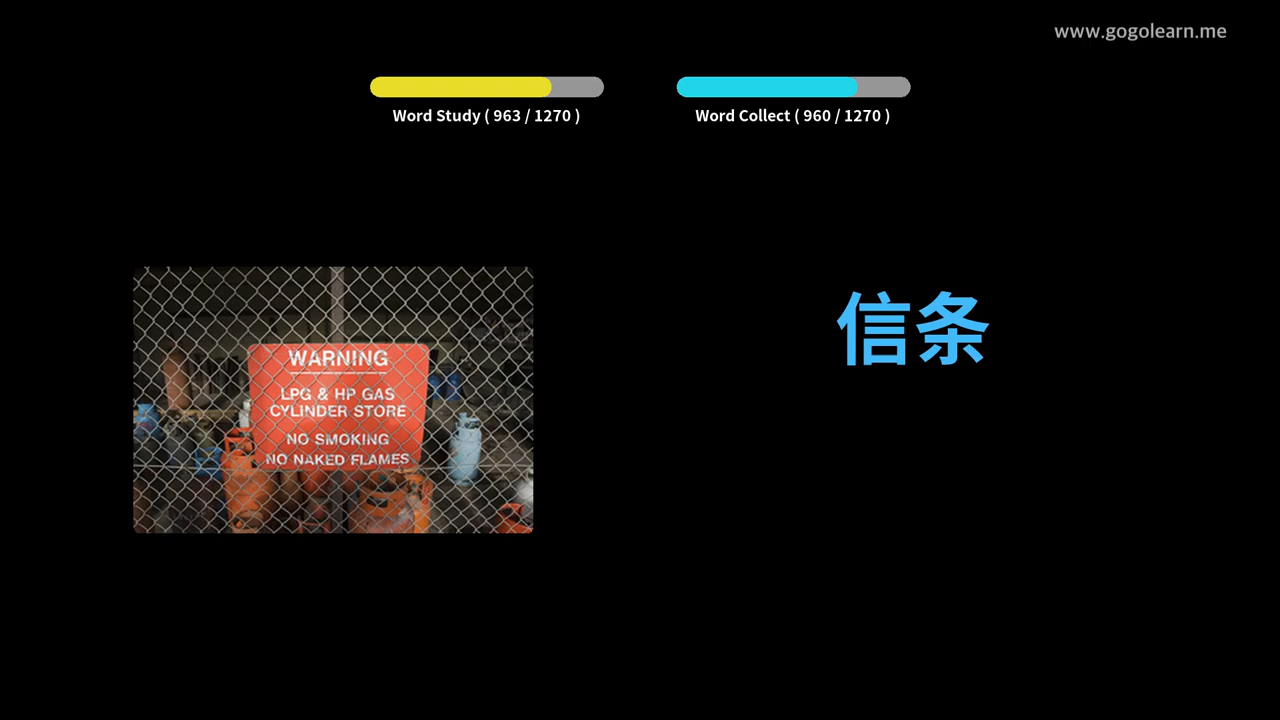 www.gogolearn.me
Word Study ( 963 / 1270 )
Word Collect ( 960 / 1270 )
信条
WARNING
LPG & HP GAS
CYLINDER STORE
NO SMOKING
NO NAKED FLAMES